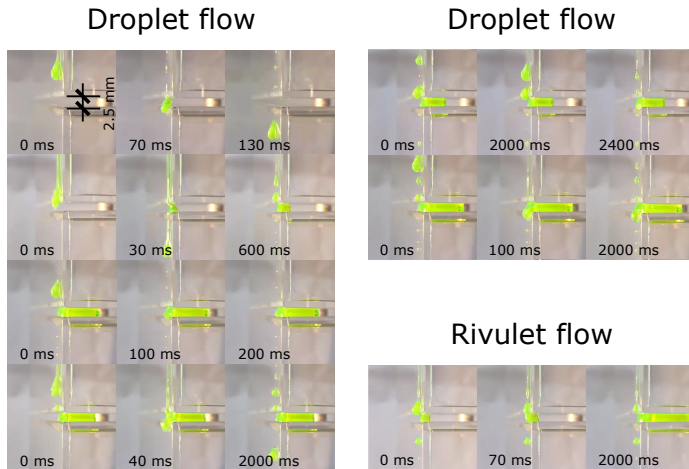 Droplet flow
2.5 mm
0 ms 70 ms 130 ms
0 ms 30 ms 600 ms
0 ms 100 ms 200 ms
0 ms 40 ms 2000 ms
Droplet flow
0 ms 2000 ms 2400 ms
0 ms 100 ms 2000 ms
Rivulet flow
0 ms 70 ms 2000 ms